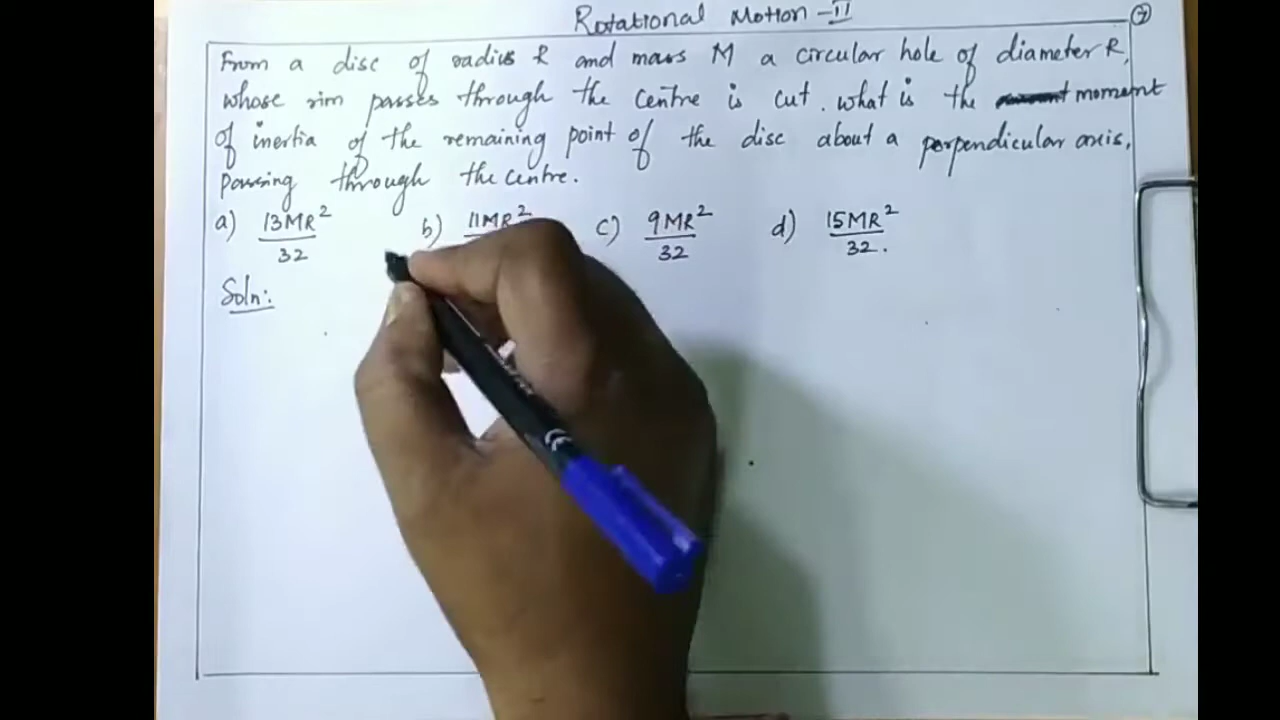 Rotational Motion - II
7
From a disc of radius R and mass M a circular hole of diameter R,
whose rim passes through the centre is cut. what is the moment
of inertia of the remaining point of the disc about a perpendicular axis,
passing through the centre.
a) 13MR²/32 b) 11MR² c) 9MR²/32 d) 15MR²/32.
Soln: